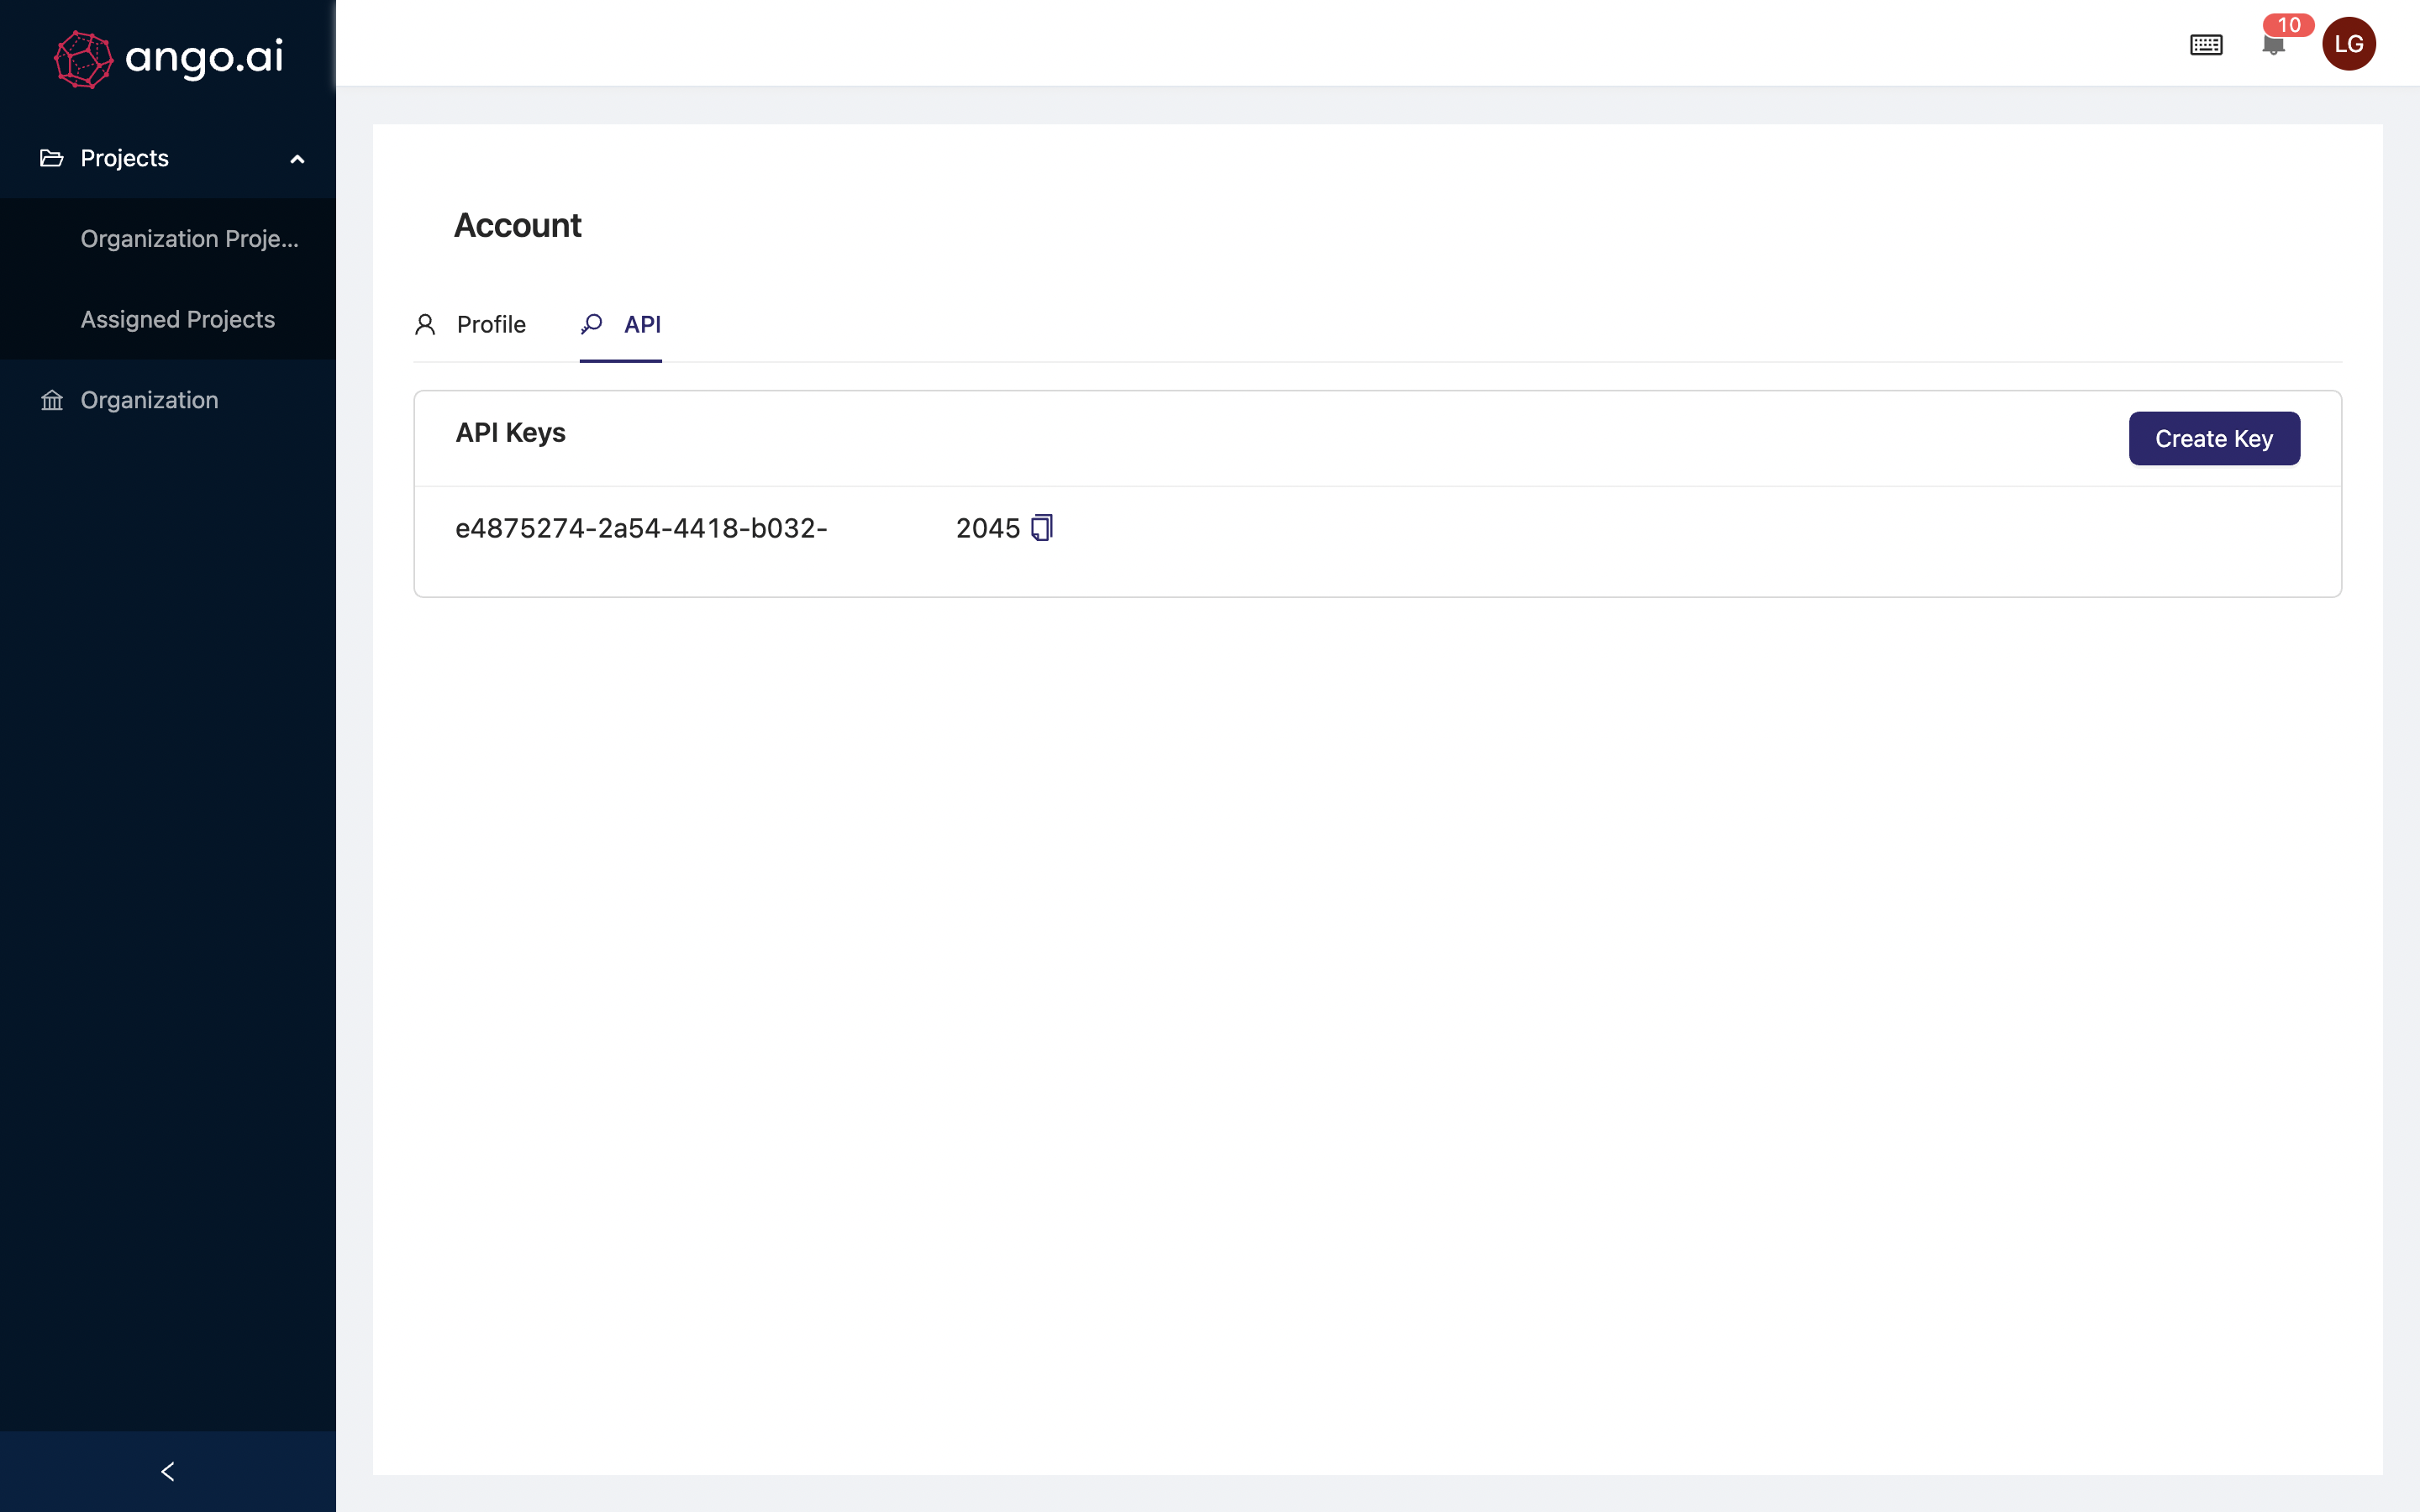 ango.ai
10
LG
Projects
Organization Proje...
Assigned Projects
Organization
Account
Profile
API
API Keys
Create Key
e4875274-2a54-4418-b032- 2045